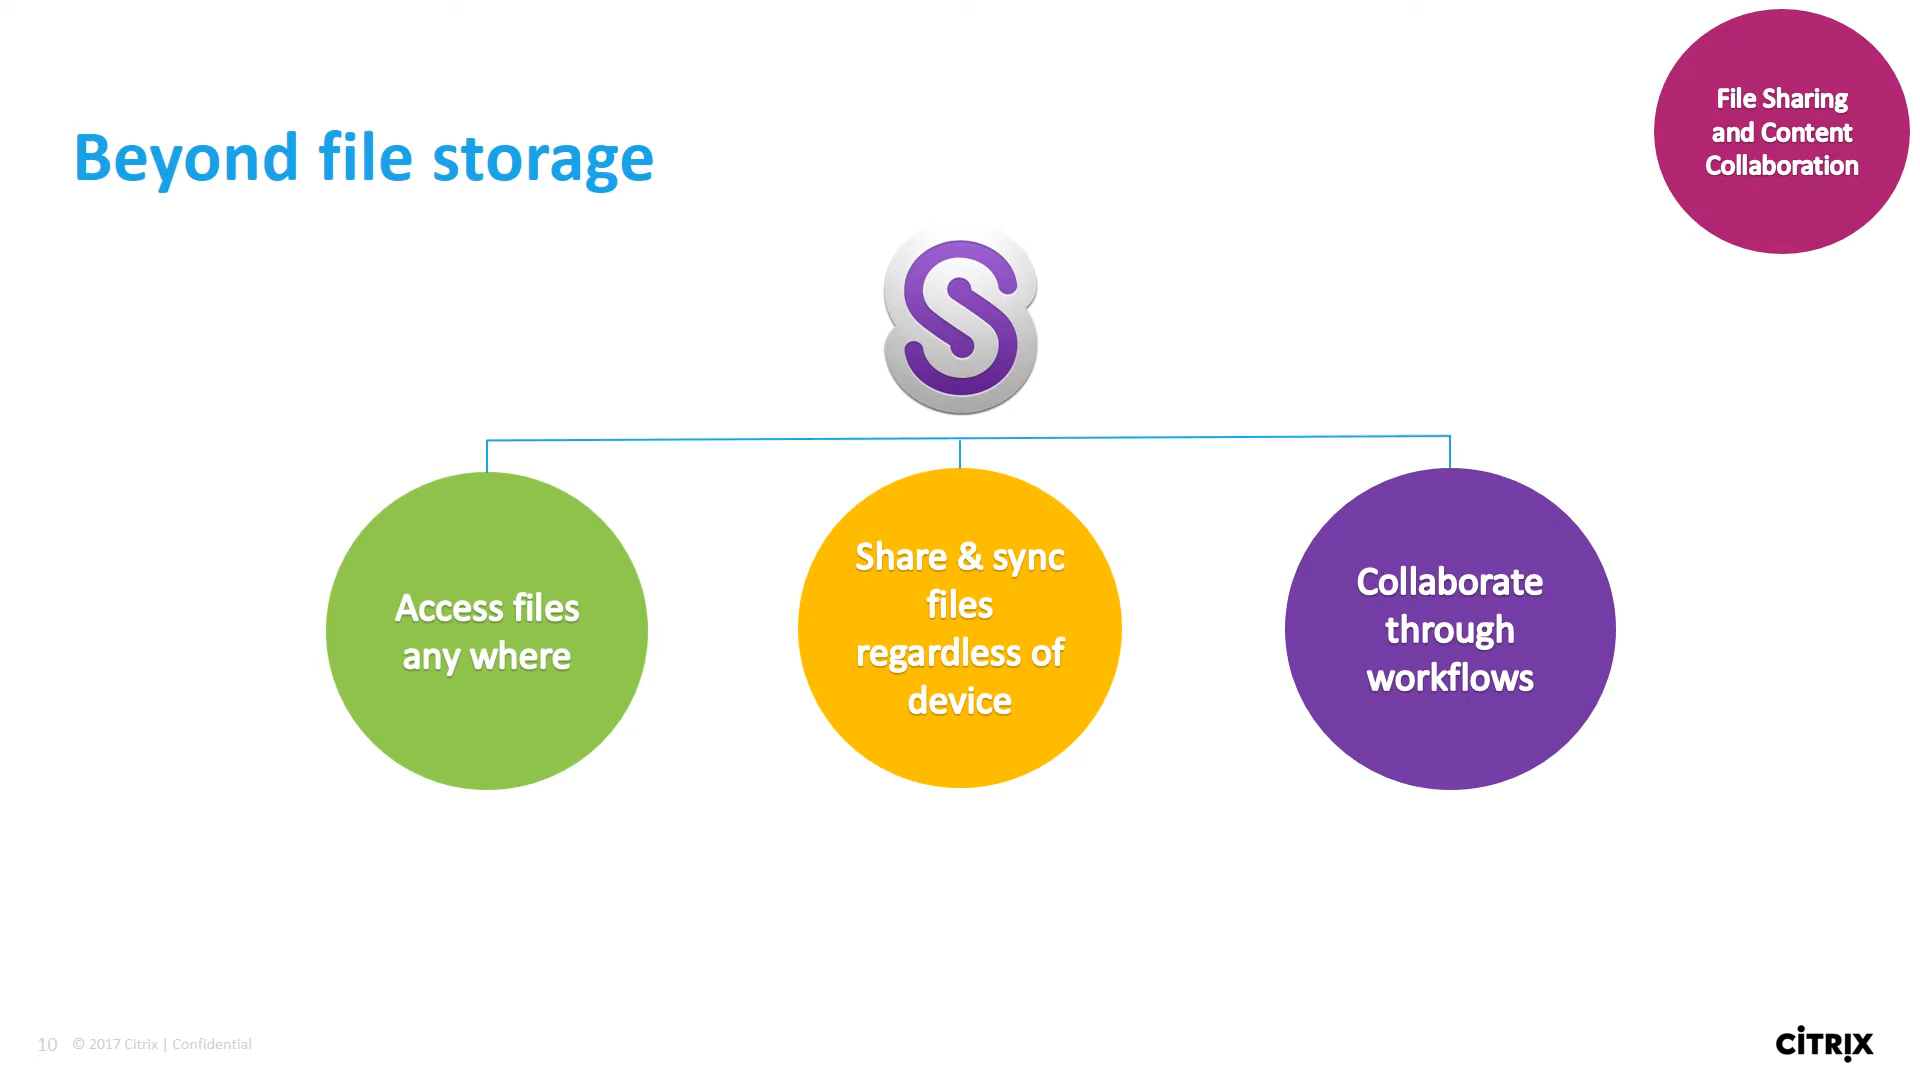 File Sharing
and Content
Collaboration
Beyond file storage
Access files
any where
Share & sync
files
regardless of
device
Collaborate
through
workflows
10 © 2017 Citrix | Confidential
CiTRIX